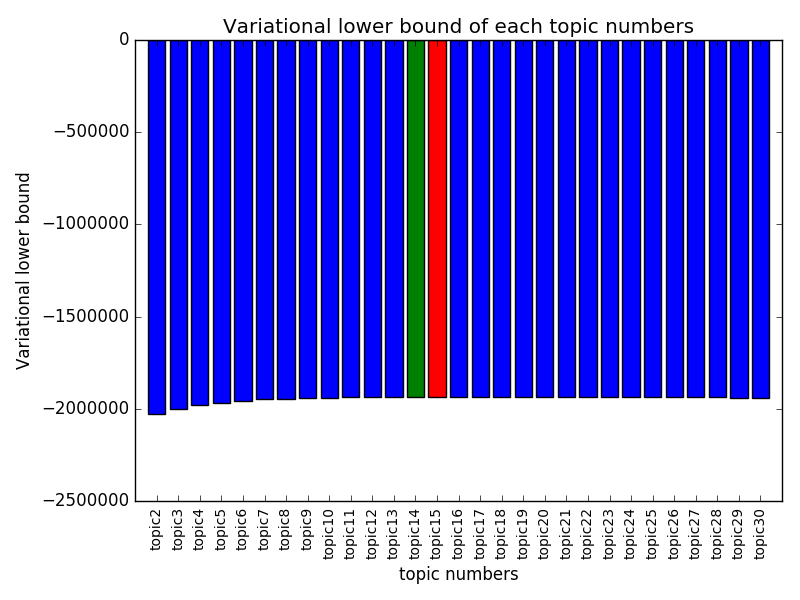 Variational lower bound of each topic numbers
0
−500000
−1000000
−1500000
−2000000
−2500000
Variational lower bound
topic2
topic3
topic4
topic5
topic6
topic7
topic8
topic9
topic10
topic11
topic12
topic13
topic14
topic15
topic16
topic17
topic18
topic19
topic20
topic21
topic22
topic23
topic24
topic25
topic26
topic27
topic28
topic29
topic30
topic numbers